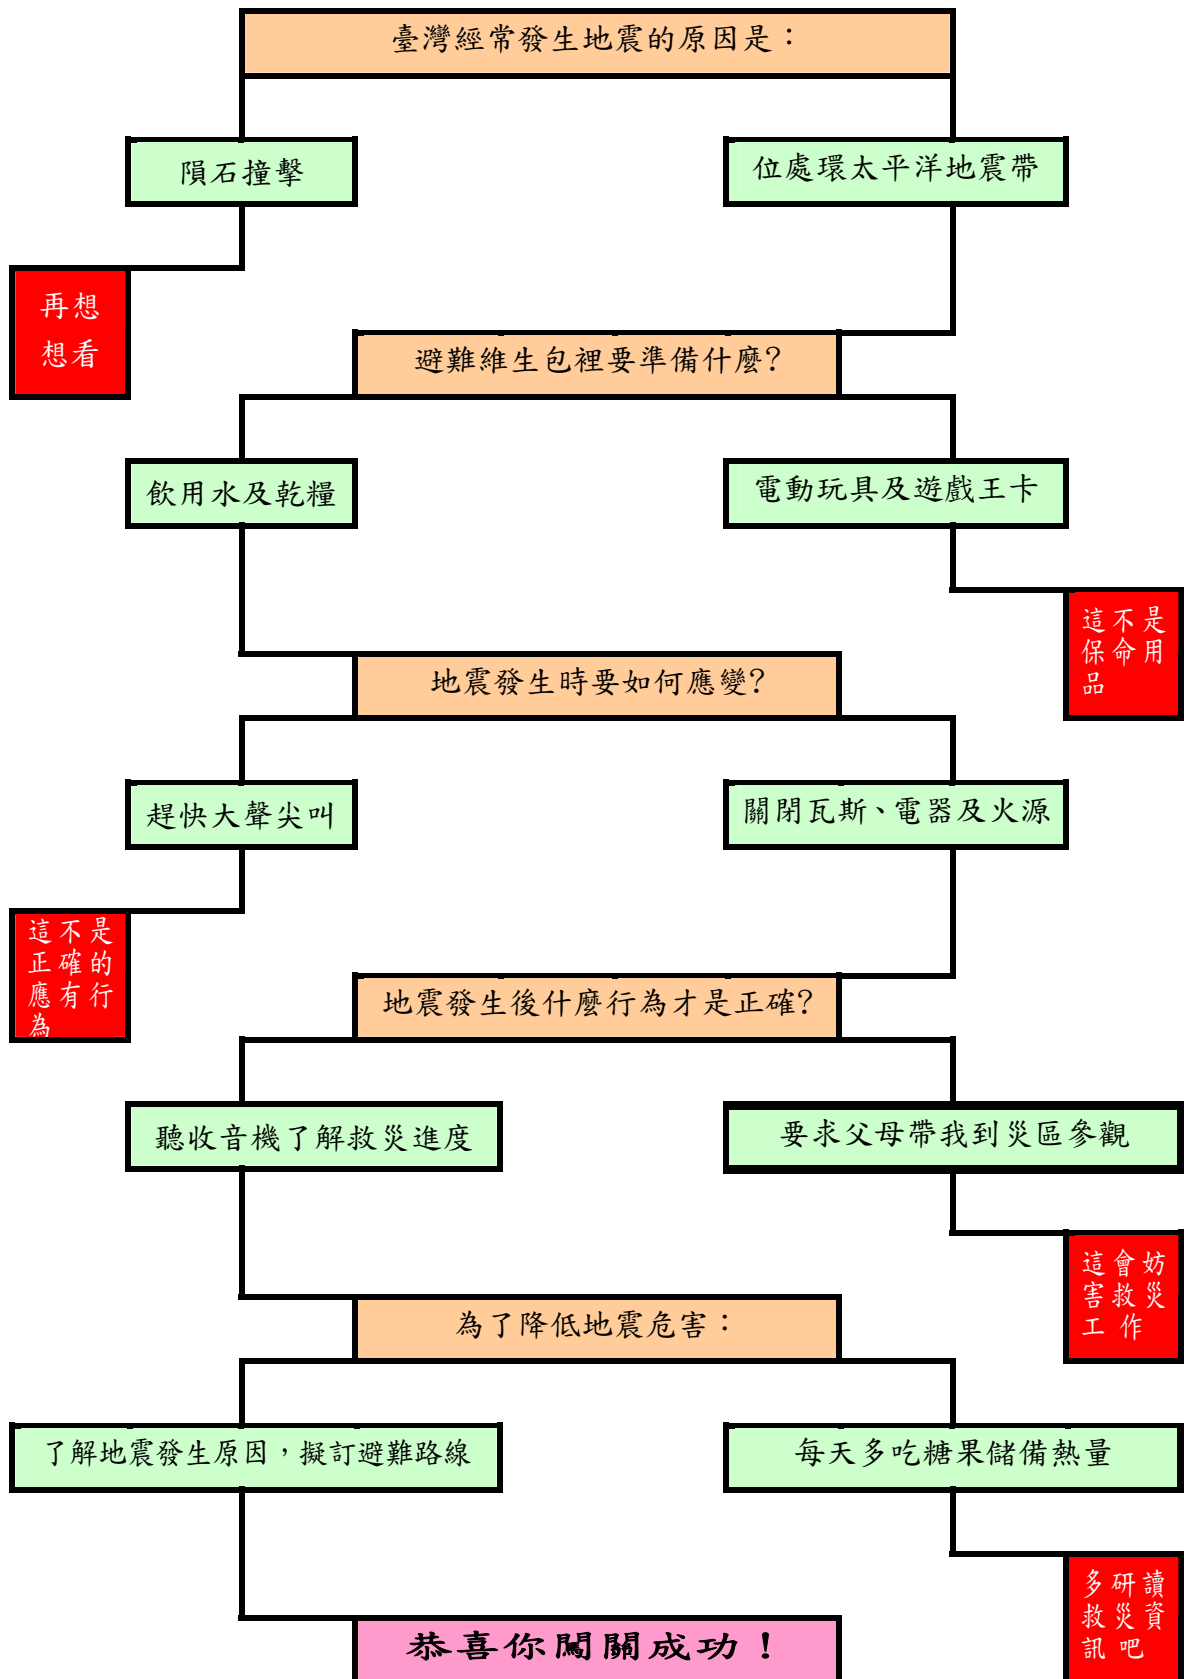 臺灣經常發生地震的原因是：
隕石撞擊
位處環太平洋地震帶
再想
想看
避難維生包裡要準備什麼?
飲用水及乾糧
電動玩具及遊戲王卡
這不是
保命用
品
地震發生時要如何應變?
趕快大聲尖叫
關閉瓦斯、電器及火源
這不是
正確的
應有行
為
地震發生後什麼行為才是正確?
聽收音機了解救災進度
要求父母帶我到災區參觀
這會妨
害救災
工作
為了降低地震危害：
了解地震發生原因，擬訂避難路線
每天多吃糖果儲備熱量
多研讀
救災資
訊吧
恭喜你闖關成功！